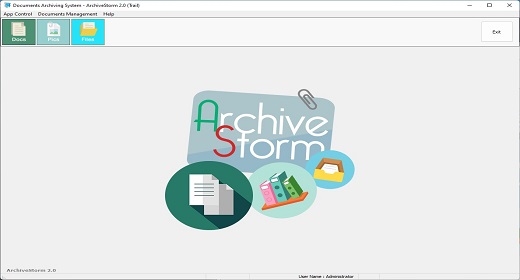 Documents Archiving System - ArchiveStorm 2.0 (Trail)
App Control Documents Management Help
Docs Pics Files Exit
Archive
Storm
ArchiveStorm 2.0
User Name : Administrator